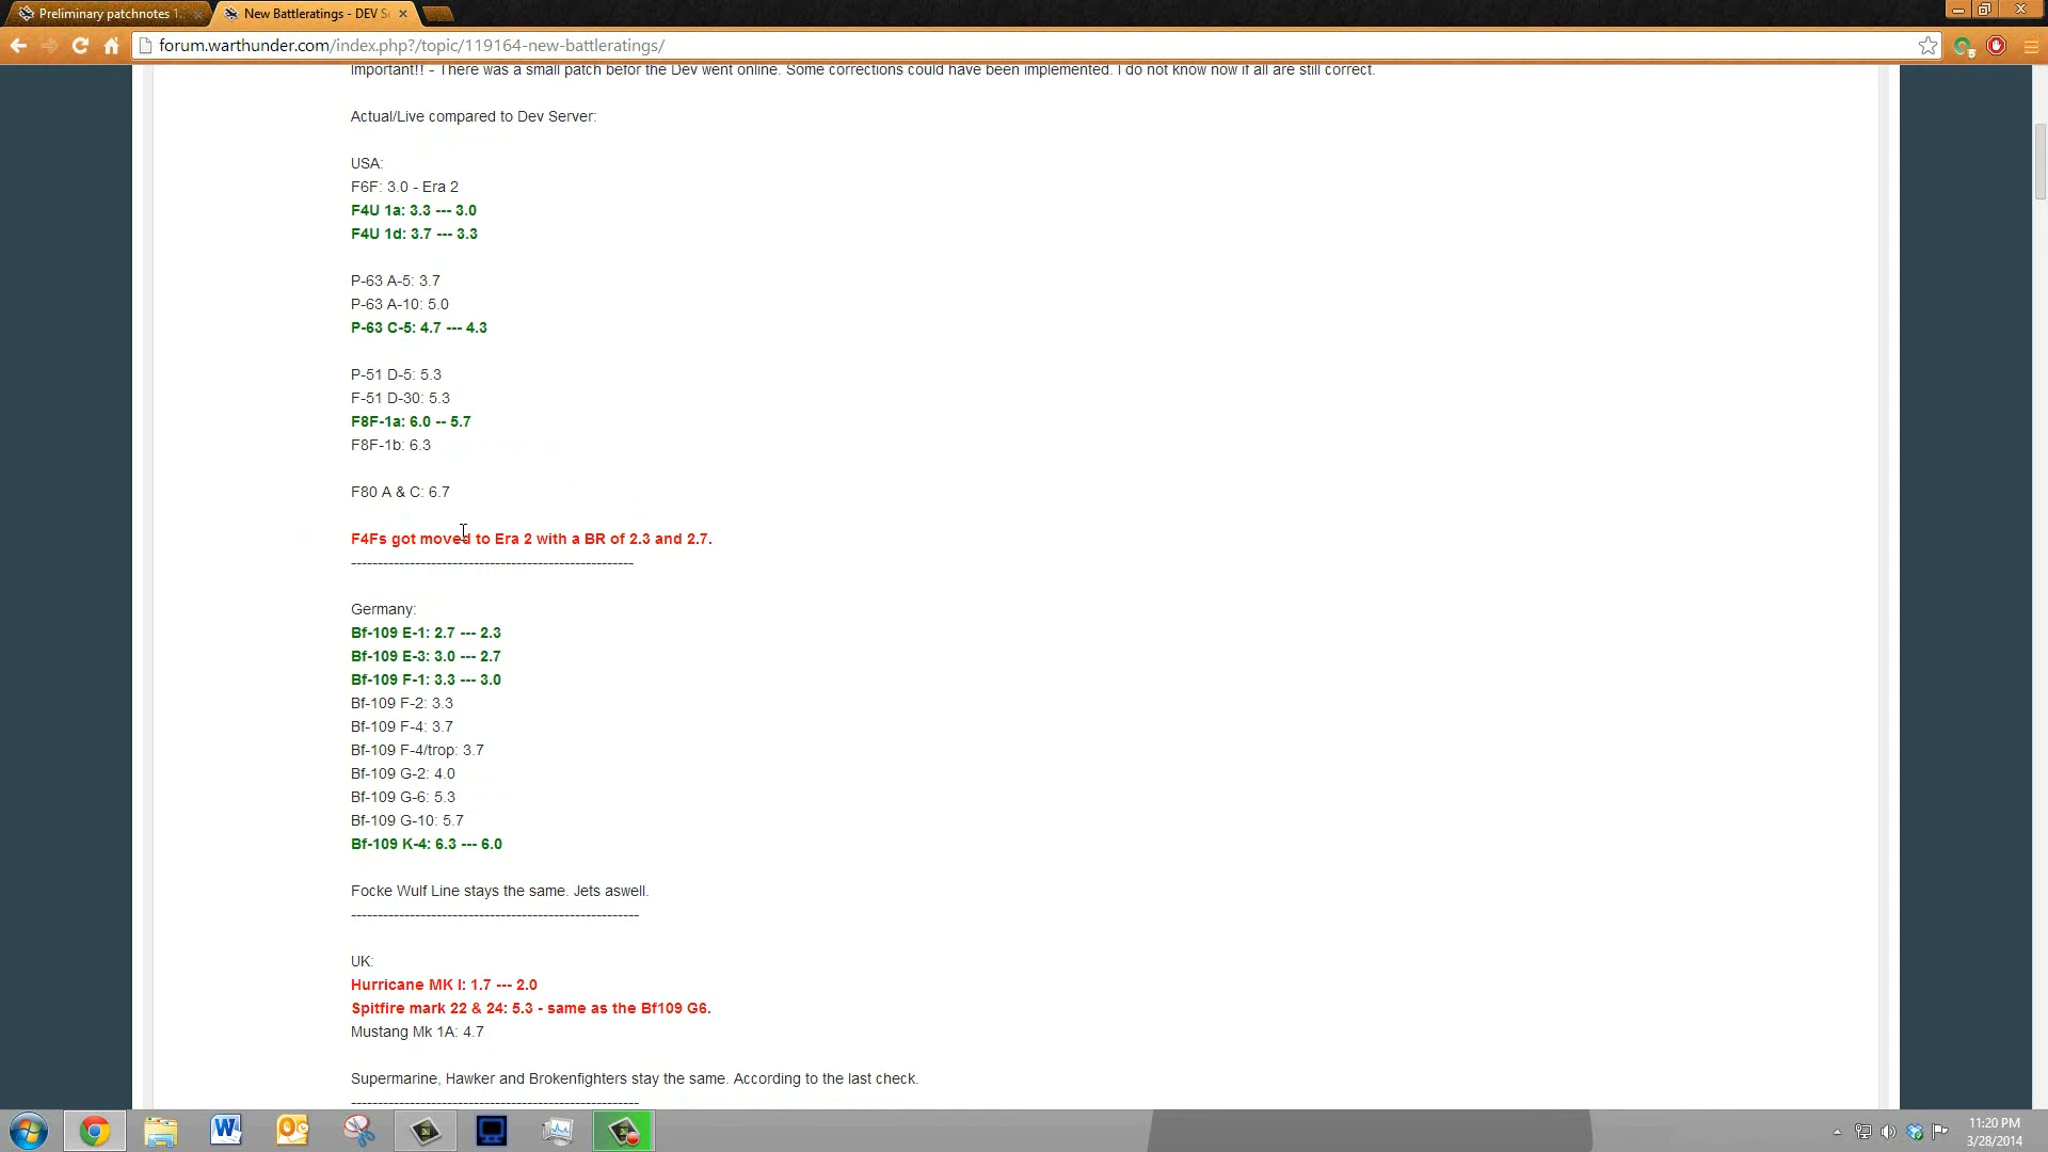 Preliminary patchnotes 1.
New Battleratings - DEV S
forum.warthunder.com/index.php?/topic/119164-new-battleratings/
Important!! - There was a small patch befor the Dev went online. Some corrections could have been implemented. I do not know now if all are still correct.
Actual/Live compared to Dev Server:
USA:
F6F: 3.0 - Era 2
F4U 1a: 3.3 --- 3.0
F4U 1d: 3.7 --- 3.3
P-63 A-5: 3.7
P-63 A-10: 5.0
P-63 C-5: 4.7 --- 4.3
P-51 D-5: 5.3
F-51 D-30: 5.3
F8F-1a: 6.0 -- 5.7
F8F-1b: 6.3
F80 A & C: 6.7
F4Fs got moved to Era 2 with a BR of 2.3 and 2.7.
------------------------------------------------------
Germany:
Bf-109 E-1: 2.7 --- 2.3
Bf-109 E-3: 3.0 --- 2.7
Bf-109 F-1: 3.3 --- 3.0
Bf-109 F-2: 3.3
Bf-109 F-4: 3.7
Bf-109 F-4/trop: 3.7
Bf-109 G-2: 4.0
Bf-109 G-6: 5.3
Bf-109 G-10: 5.7
Bf-109 K-4: 6.3 --- 6.0
Focke Wulf Line stays the same. Jets aswell.
-------------------------------------------------------
UK:
Hurricane MK I: 1.7 --- 2.0
Spitfire mark 22 & 24: 5.3 - same as the Bf109 G6.
Mustang Mk 1A: 4.7
Supermarine, Hawker and Brokenfighters stay the same. According to the last check.
-------------------------------------------------------
11:20 PM
3/28/2014